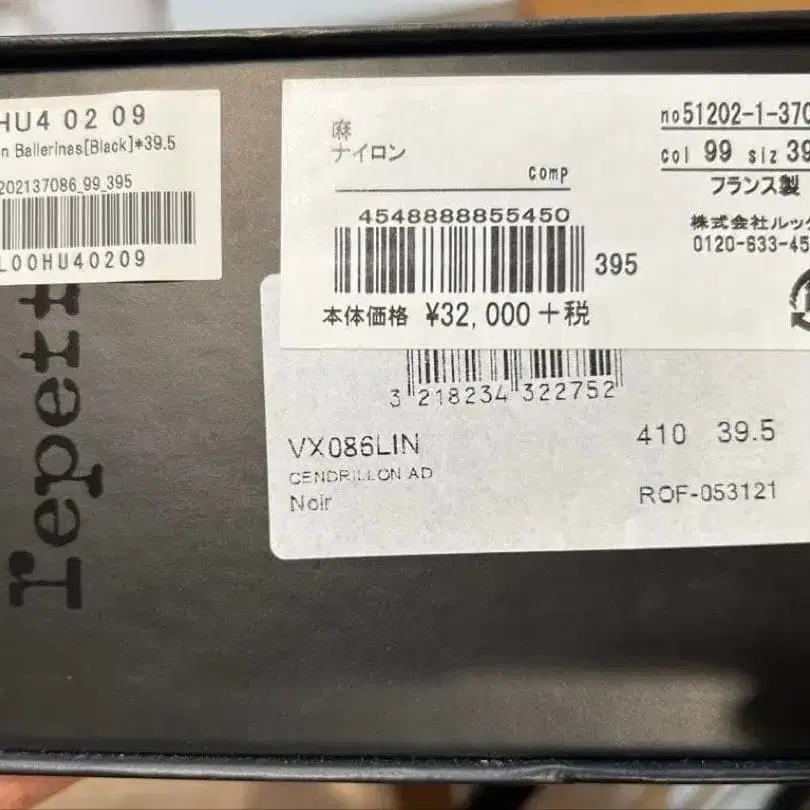 HU4 02 09
n Ballerinas[Black]*39.5
202137086_99_395
L00HU40209
麻
ナイロン
comp
4548888855450
395
本体価格 ¥32,000+税
no51202-1-370
col 99 siz 39
フランス製
株式会社ルック
0120-633-45
3 218234 322752
VX086LIN
410 39.5
CENDRILLON AD
Noir
ROF-053121
repetto